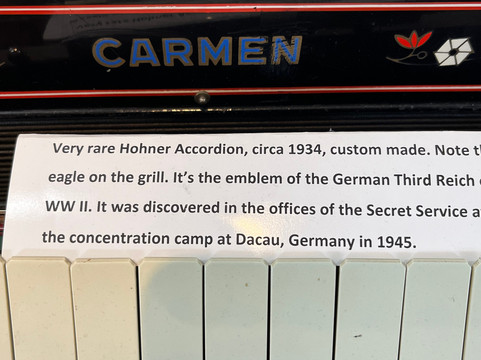 CARMEN
Very rare Hohner Accordion, circa 1934, custom made. Note
eagle on the grill. It's the emblem of the German Third Reich
WW II. It was discovered in the offices of the Secret Service
the concentration camp at Dacau, Germany in 1945.